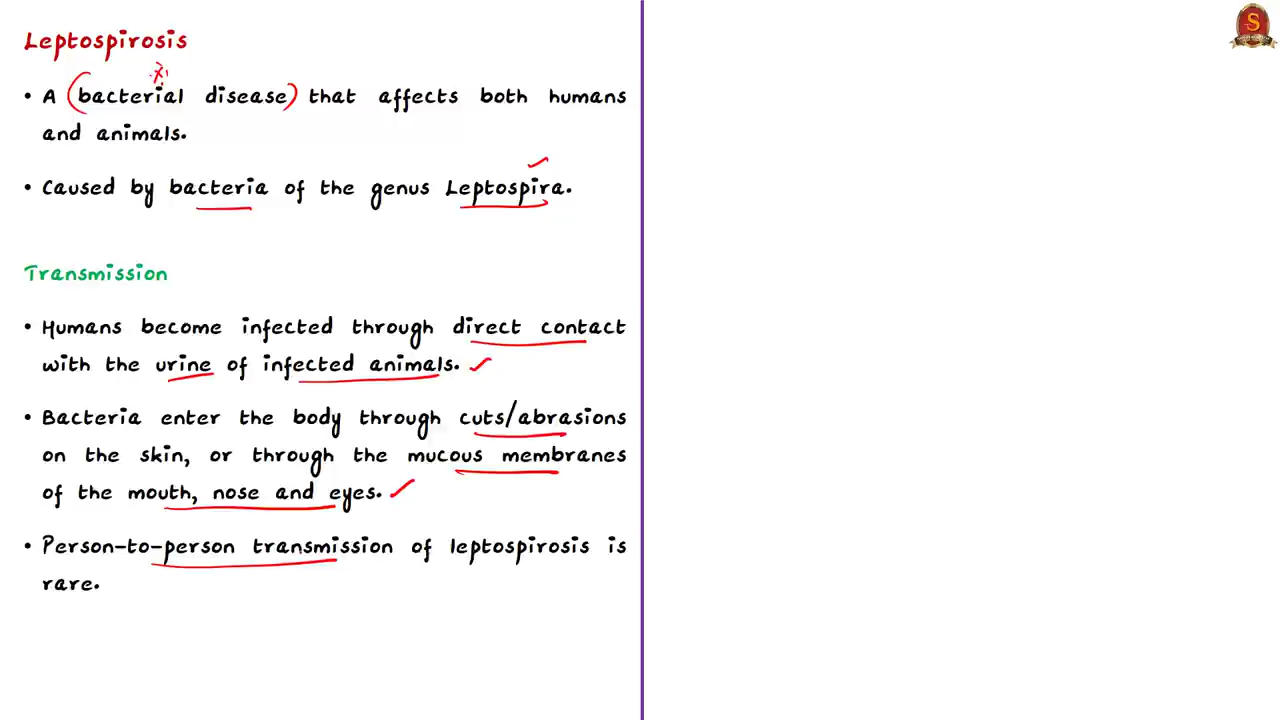 Leptospirosis
• A (bacterial disease) that affects both humans
and animals.
• Caused by bacteria of the genus Leptospira.
Transmission
• Humans become infected through direct contact
with the urine of infected animals.
• Bacteria enter the body through cuts/abrasions
on the skin, or through the mucous membranes
of the mouth, nose and eyes.
• Person-to-person transmission of leptospirosis is
rare.
S